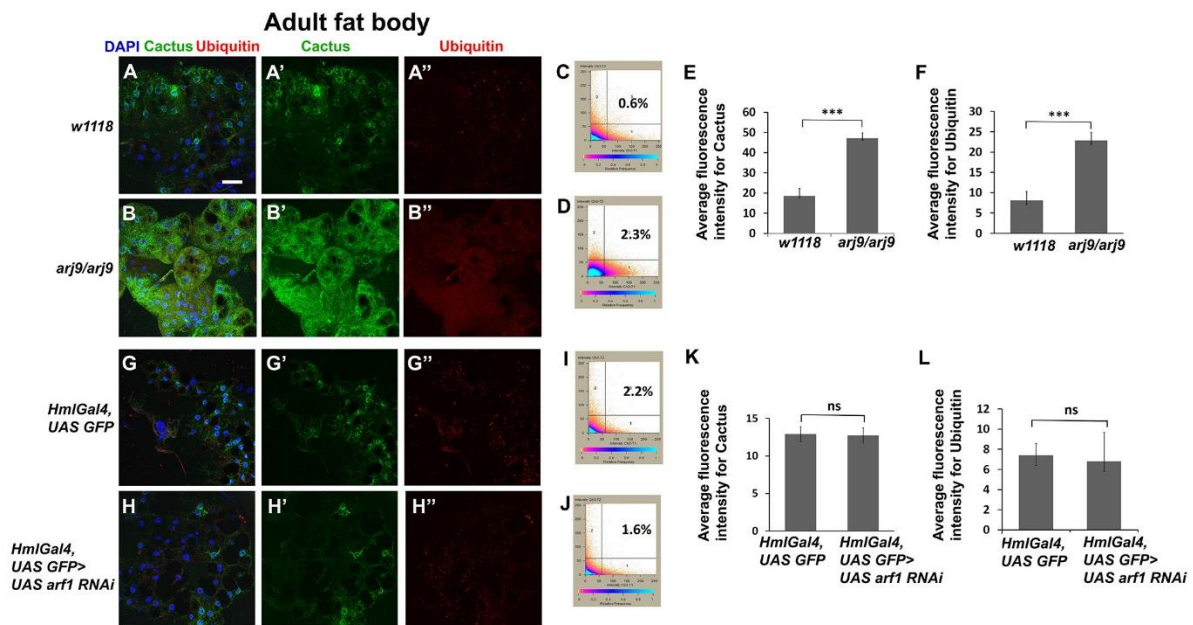 Adult fat body
DAPI Cactus Ubiquitin
Cactus
Ubiquitin
w1118
A
A'
A''
C
0.6%
arj9/arj9
B
B'
B''
D
2.3%
E
Average fluorescence
intensity for Cactus
60
50
40
30
20
10
0
***
w1118
arj9/arj9
F
Average fluorescence
intensity for Ubiquitin
30
25
20
15
10
5
0
***
w1118
arj9/arj9
HmlGal4,
UAS GFP
G
G'
G''
I
2.2%
HmlGal4,
UAS GFP>
UAS arf1 RNAi
H
H'
H''
J
1.6%
K
Average fluorescence
intensity for Cactus
15
12
9
6
3
0
ns
HmlGal4,
UAS GFP
HmlGal4,
UAS GFP>
UAS arf1 RNAi
L
Average fluorescence
intensity for Ubiquitin
12
10
8
6
4
2
0
ns
HmlGal4,
UAS GFP
HmlGal4,
UAS GFP>
UAS arf1 RNAi